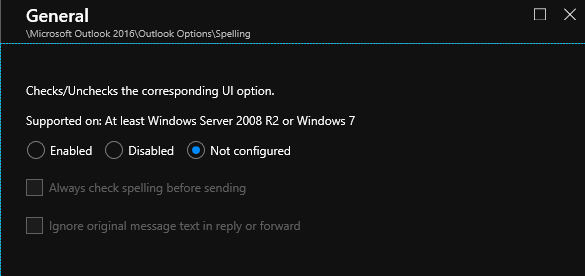 General
\Microsoft Outlook 2016\Outlook Options\Spelling
Checks/Unchecks the corresponding UI option.
Supported on: At least Windows Server 2008 R2 or Windows 7
Enabled Disabled Not configured
Always check spelling before sending
Ignore original message text in reply or forward